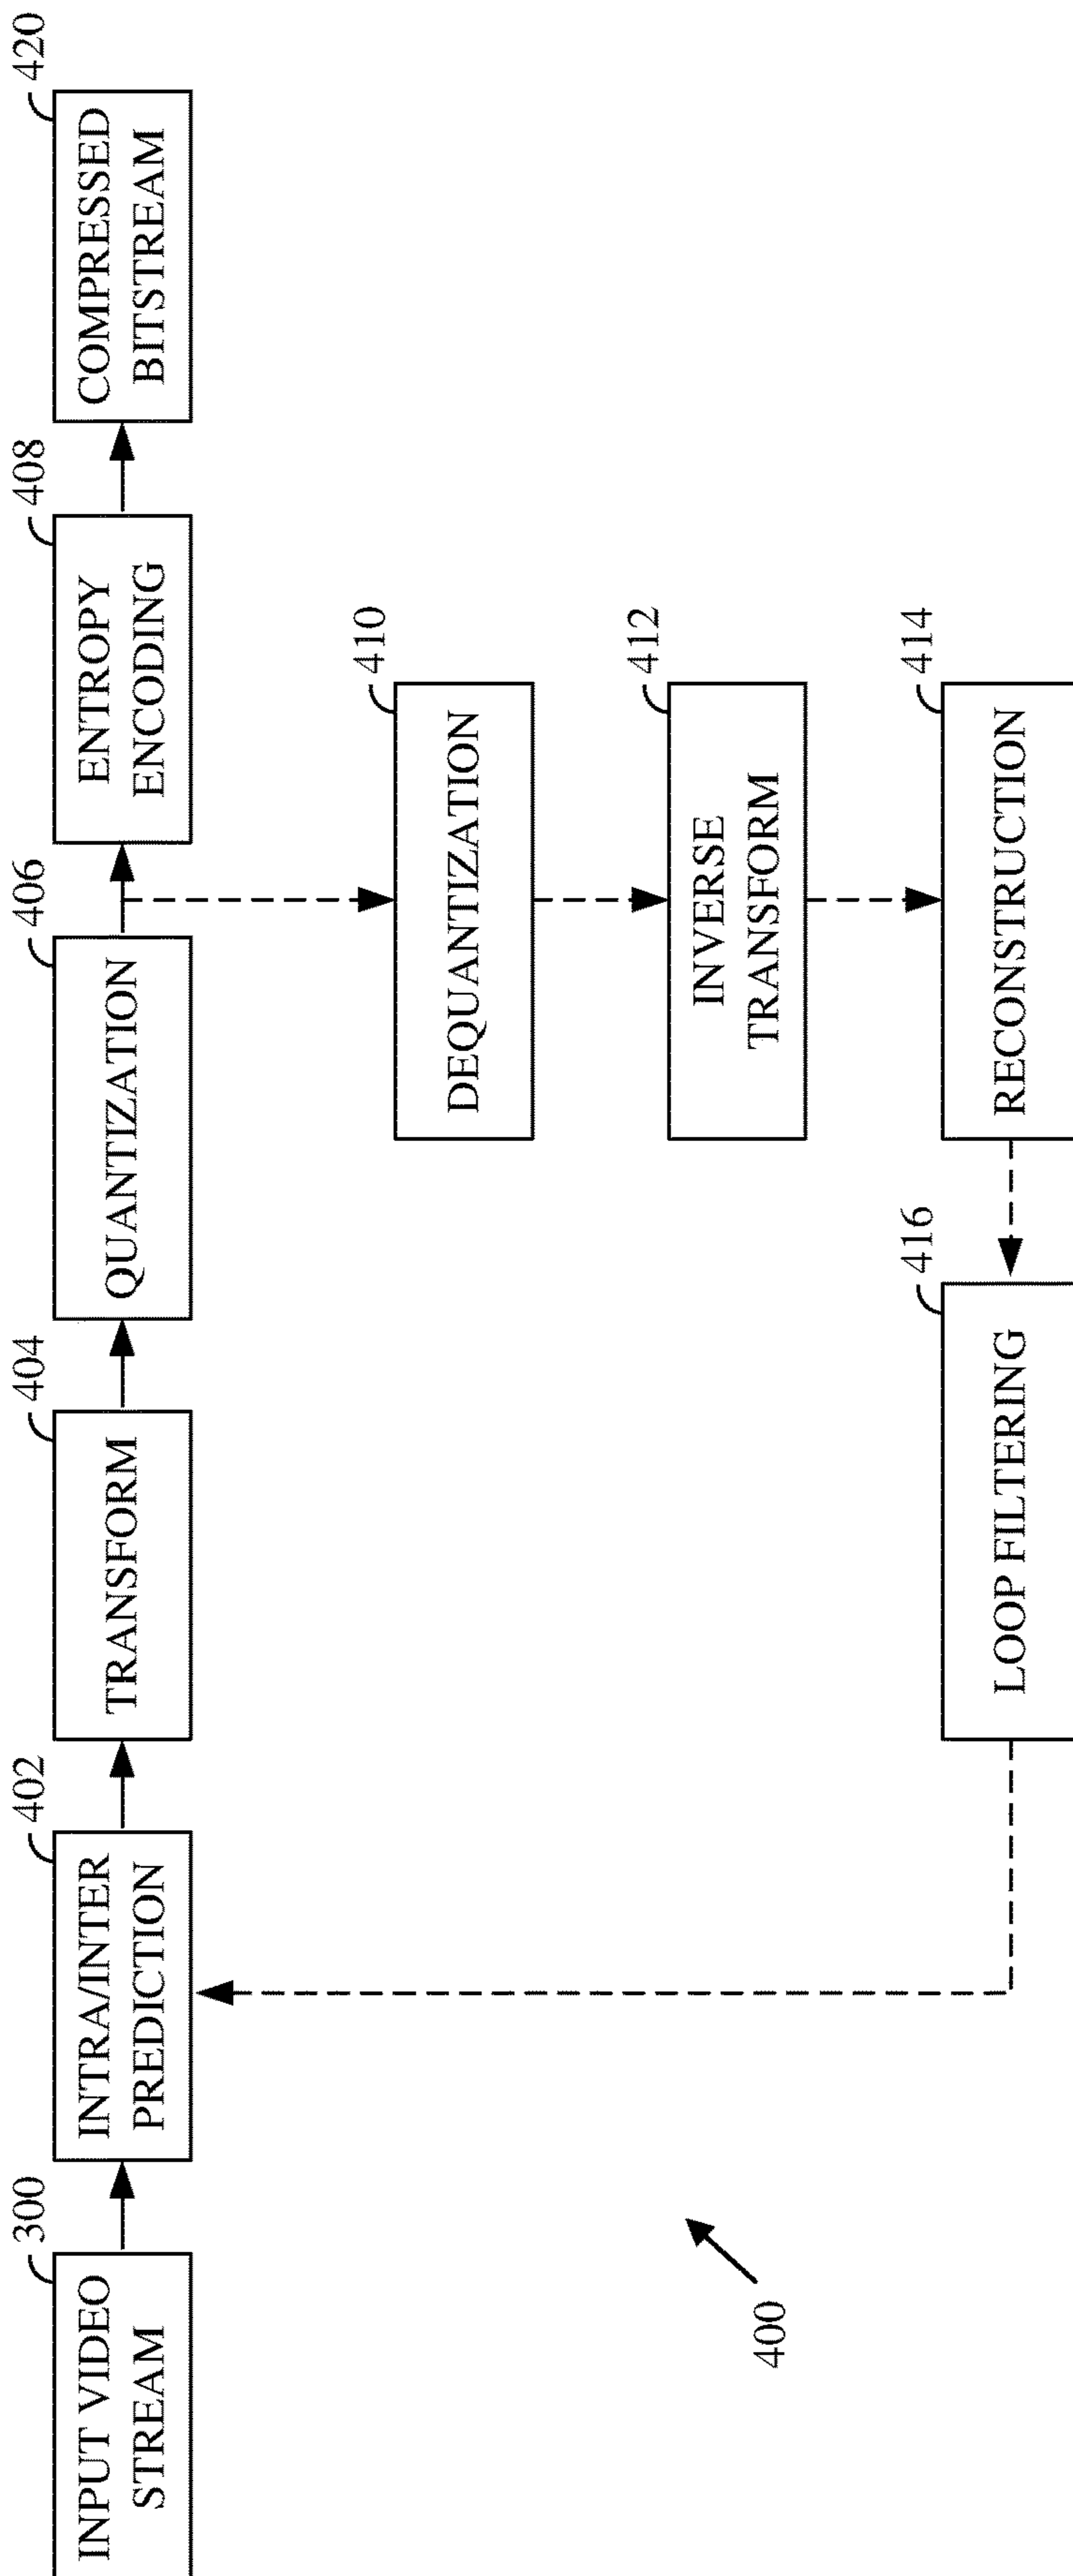 300
INPUT VIDEO
STREAM
402
INTRA/INTER
PREDICTION
404
TRANSFORM
406
QUANTIZATION
408
ENTROPY
ENCODING
420
COMPRESSED
BITSTREAM
410
DEQUANTIZATION
412
INVERSE
TRANSFORM
400
416
LOOP FILTERING
414
RECONSTRUCTION